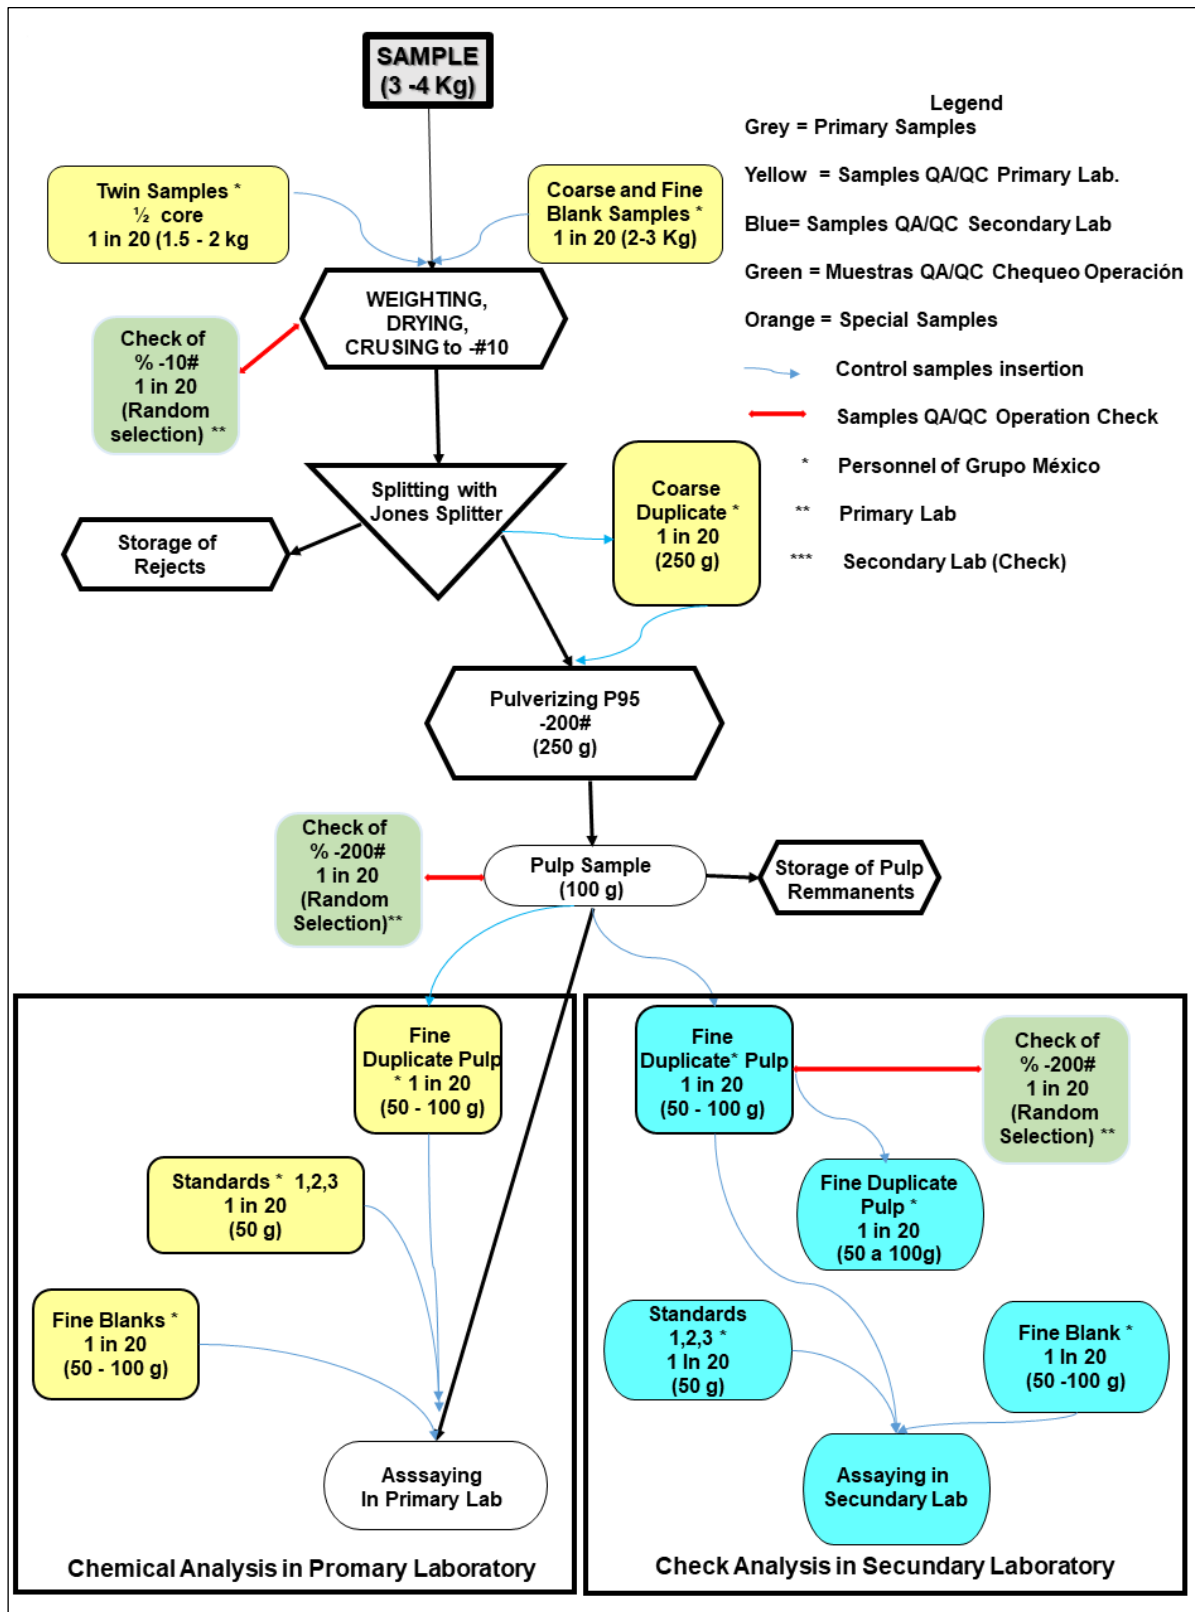 SAMPLE
(3 -4 Kg)
Legend
Grey = Primary Samples
Yellow = Samples QA/QC Primary Lab.
Blue= Samples QA/QC Secondary Lab
Green = Muestras QA/QC Chequeo Operación
Orange = Special Samples
Control samples insertion
Samples QA/QC Operation Check
* Personnel of Grupo México
** Primary Lab
*** Secondary Lab (Check)
Twin Samples *
½ core
1 in 20 (1.5 - 2 kg
Coarse and Fine
Blank Samples *
1 in 20 (2-3 Kg)
WEIGHTING,
DRYING,
CRUSING to -#10
Check of
% -10#
1 in 20
(Random
selection) **
Splitting with
Jones Splitter
Coarse
Duplicate *
1 in 20
(250 g)
Storage of
Rejects
Pulverizing P95
-200#
(250 g)
Check of
% -200#
1 in 20
(Random
Selection)**
Pulp Sample
(100 g)
Storage of Pulp
Remmanents
Fine
Duplicate Pulp
* 1 in 20
(50 - 100 g)
Standards * 1,2,3
1 in 20
(50 g)
Fine Blanks *
1 in 20
(50 - 100 g)
Asssaying
In Primary Lab
Chemical Analysis in Promary Laboratory
Fine
Duplicate* Pulp
1 in 20
(50 - 100 g)
Check of
% -200#
1 in 20
(Random
Selection) **
Fine Duplicate
Pulp *
1 in 20
(50 a 100g)
Standards
1,2,3 *
1 In 20
(50 g)
Fine Blank *
1 In 20
(50 -100 g)
Assaying in
Secundary Lab
Check Analysis in Secundary Laboratory